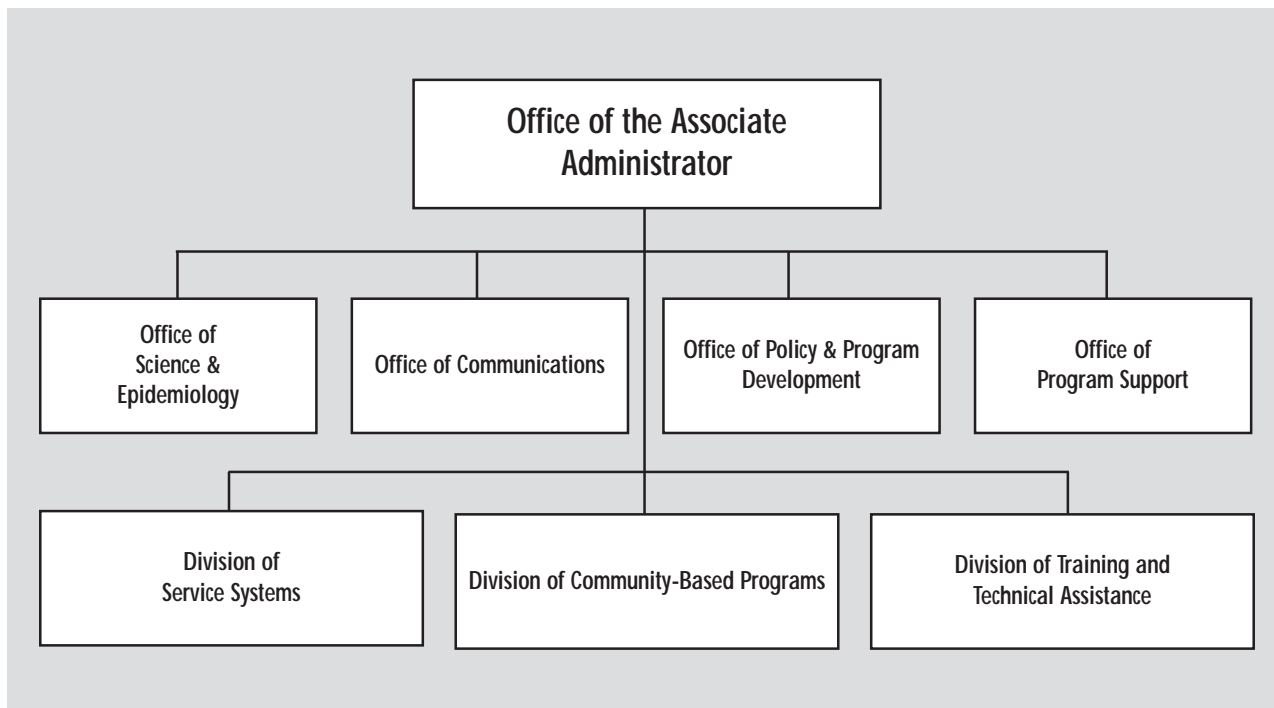 Office of the Associate
Administrator
Office of
Science &
Epidemiology
Office of Communications
Office of Policy & Program
Development
Office of
Program Support
Division of
Service Systems
Division of Community-Based Programs
Division of Training and
Technical Assistance